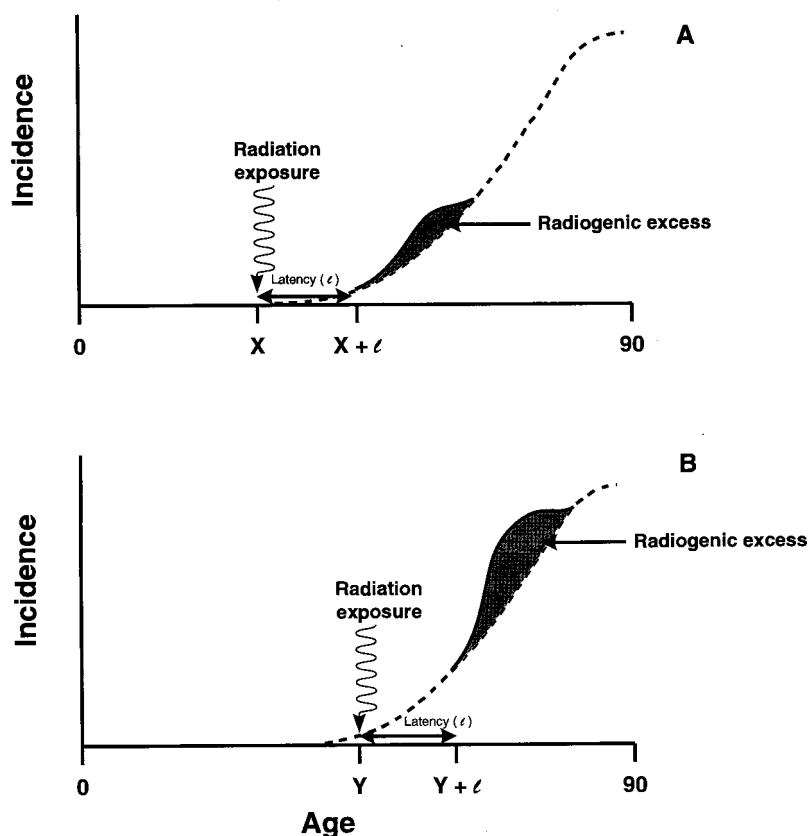 A
Incidence
Radiation
exposure
Radiogenic excess
Latency (ℓ)
0
X
X + ℓ
90
B
Incidence
Radiogenic excess
Radiation
exposure
Latency (ℓ)
0
Y
Y + ℓ
90
Age